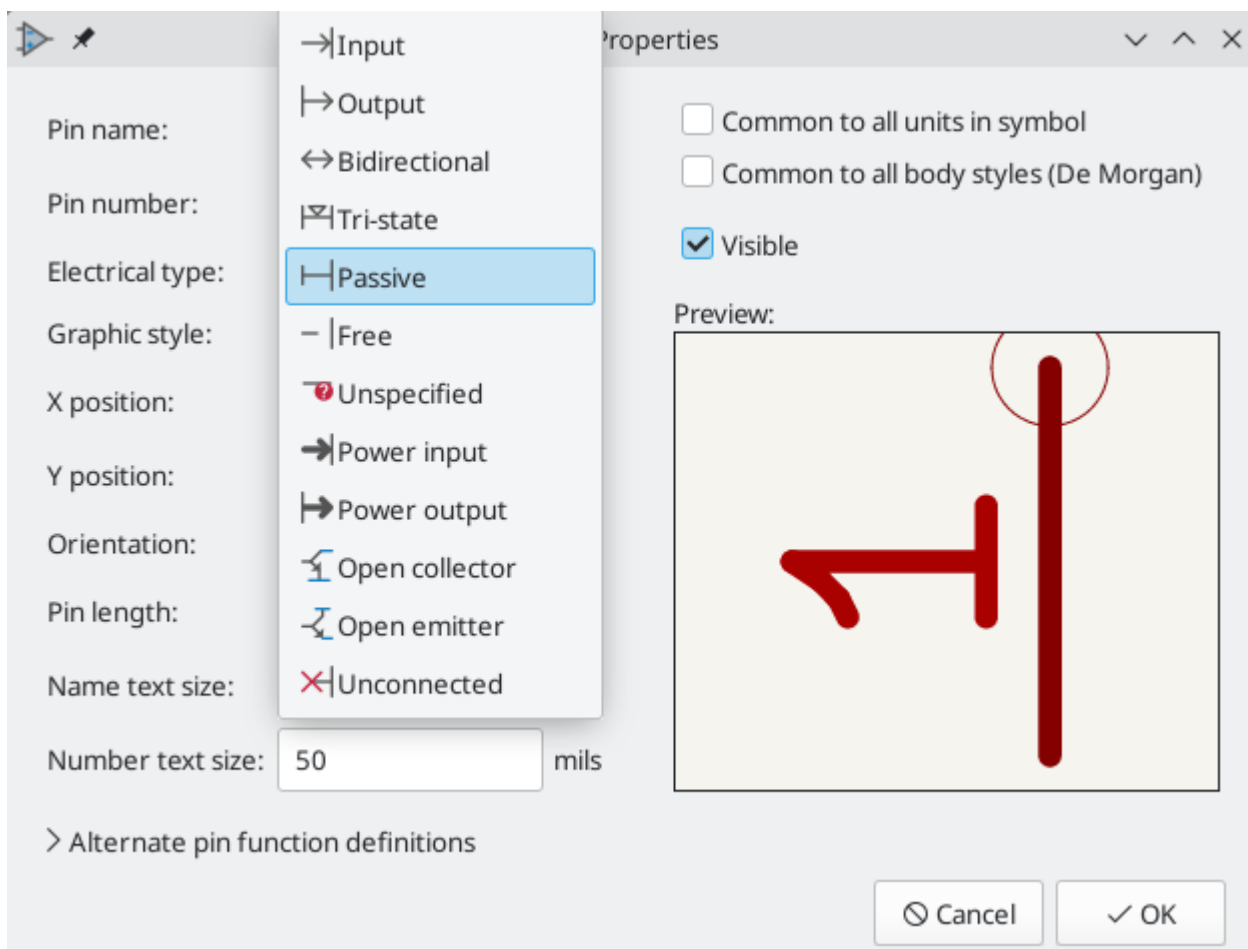 Properties
Input
Output
Bidirectional
Tri-state
Passive
Free
Unspecified
Power input
Power output
Open collector
Open emitter
Unconnected
Pin name:
Pin number:
Electrical type:
Graphic style:
X position:
Y position:
Orientation:
Pin length:
Name text size:
Number text size: 50 mils
Alternate pin function definitions
Common to all units in symbol
Common to all body styles (De Morgan)
Visible
Preview:
1
Cancel
OK